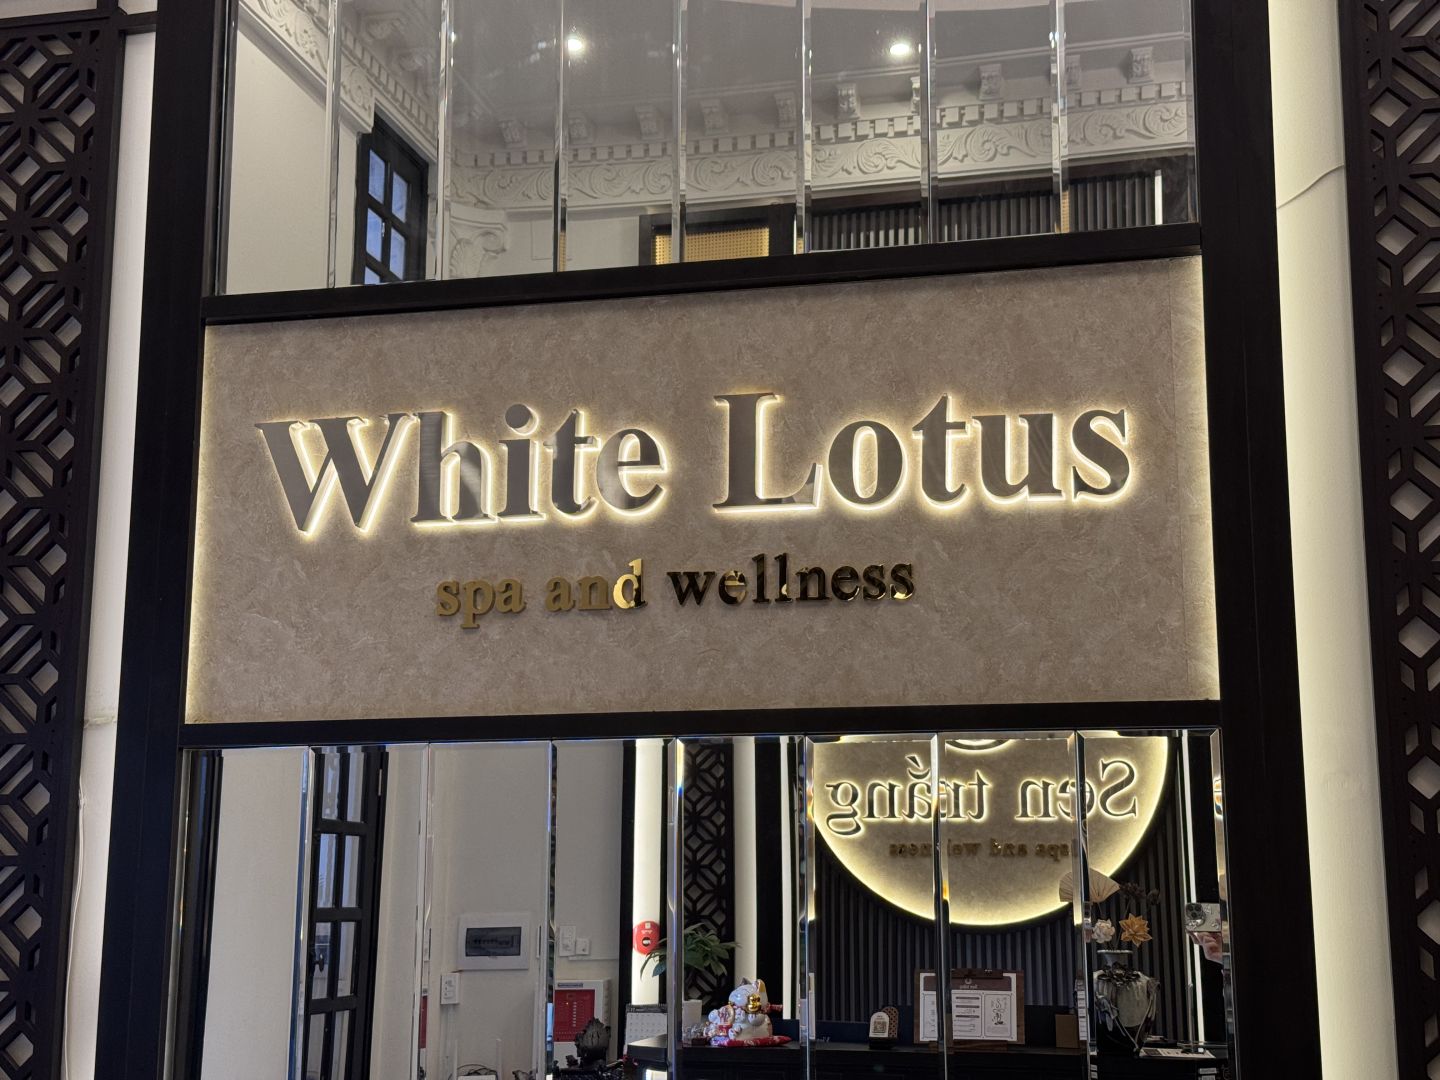 White Lotus
spa and wellness
Sen trắng
spa and wellness